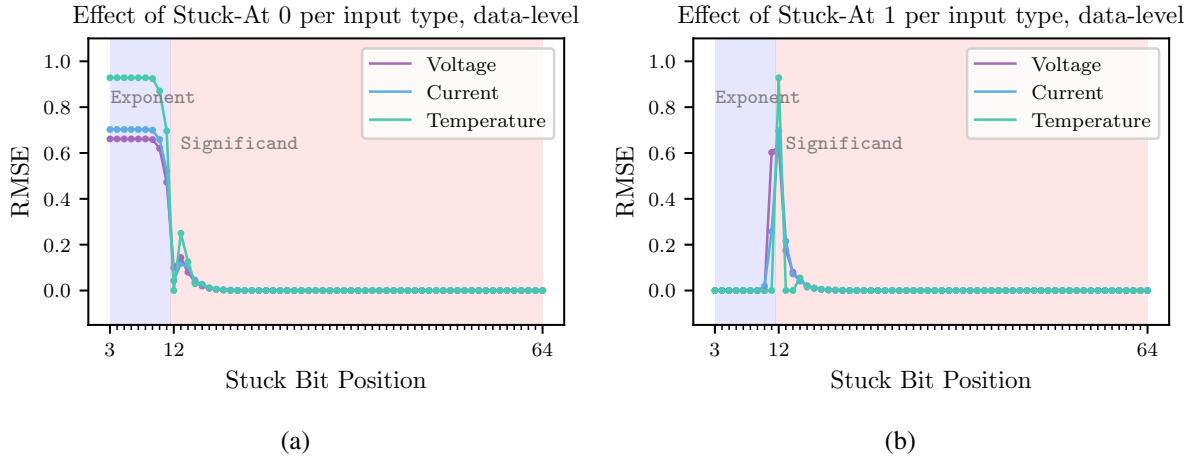 Effect of Stuck-At 0 per input type, data-level
1.0
0.8
0.6
0.4
0.2
0.0
RMSE
Exponent
Significand
Voltage
Current
Temperature
3
12
64
Stuck Bit Position
(a)
Effect of Stuck-At 1 per input type, data-level
1.0
0.8
0.6
0.4
0.2
0.0
RMSE
Exponent
Significand
Voltage
Current
Temperature
3
12
64
Stuck Bit Position
(b)